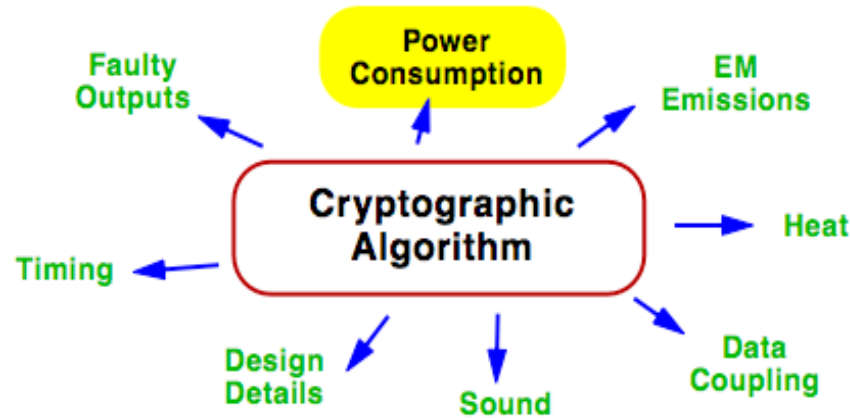 Power
Consumption
Faulty
Outputs
EM
Emissions
Cryptographic
Algorithm
Heat
Timing
Design
Details
Sound
Data
Coupling